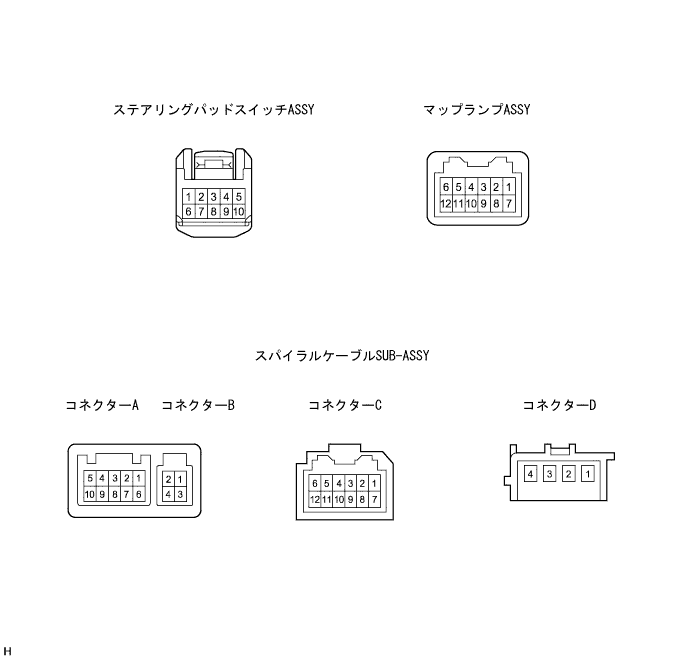 ステアリングパッドスイッチASSY
マップランプASSY
1 2 3 4 5
6 7 8 9 10
6 5 4 3 2 1
12 11 10 9 8 7
スパイラルケーブルSUB-ASSY
コネクターA
コネクターB
コネクターC
コネクターD
5 4 3 2 1
10 9 8 7 6
2 1
4 3
6 5 4 3 2 1
12 11 10 9 8 7
4 3 2 1
H